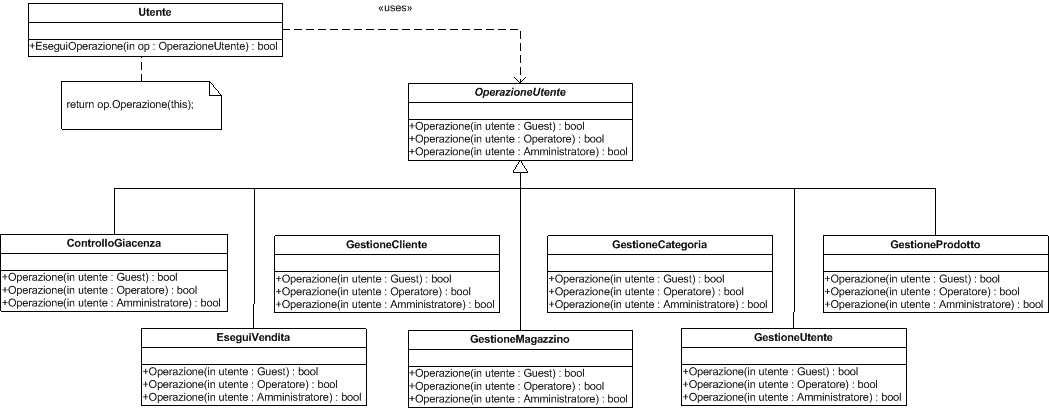 Utente
«uses»
+EseguiOperazione(in op : OperazioneUtente) : bool
return op.Operazione(this);
OperazioneUtente
+Operazione(in utente : Guest) : bool
+Operazione(in utente : Operatore) : bool
+Operazione(in utente : Amministratore) : bool
ControlloGiacenza
+Operazione(in utente : Guest) : bool
+Operazione(in utente : Operatore) : bool
+Operazione(in utente : Amministratore) : bool
GestioneCliente
+Operazione(in utente : Guest) : bool
+Operazione(in utente : Operatore) : bool
+Operazione(in utente : Amministratore) : bool
GestioneCategoria
+Operazione(in utente : Guest) : bool
+Operazione(in utente : Operatore) : bool
+Operazione(in utente : Amministratore) : bool
GestioneProdotto
+Operazione(in utente : Guest) : bool
+Operazione(in utente : Operatore) : bool
+Operazione(in utente : Amministratore) : bool
EseguiVendita
+Operazione(in utente : Guest) : bool
+Operazione(in utente : Operatore) : bool
+Operazione(in utente : Amministratore) : bool
GestioneMagazzino
+Operazione(in utente : Guest) : bool
+Operazione(in utente : Operatore) : bool
+Operazione(in utente : Amministratore) : bool
GestioneUtente
+Operazione(in utente : Guest) : bool
+Operazione(in utente : Operatore) : bool
+Operazione(in utente : Amministratore) : bool